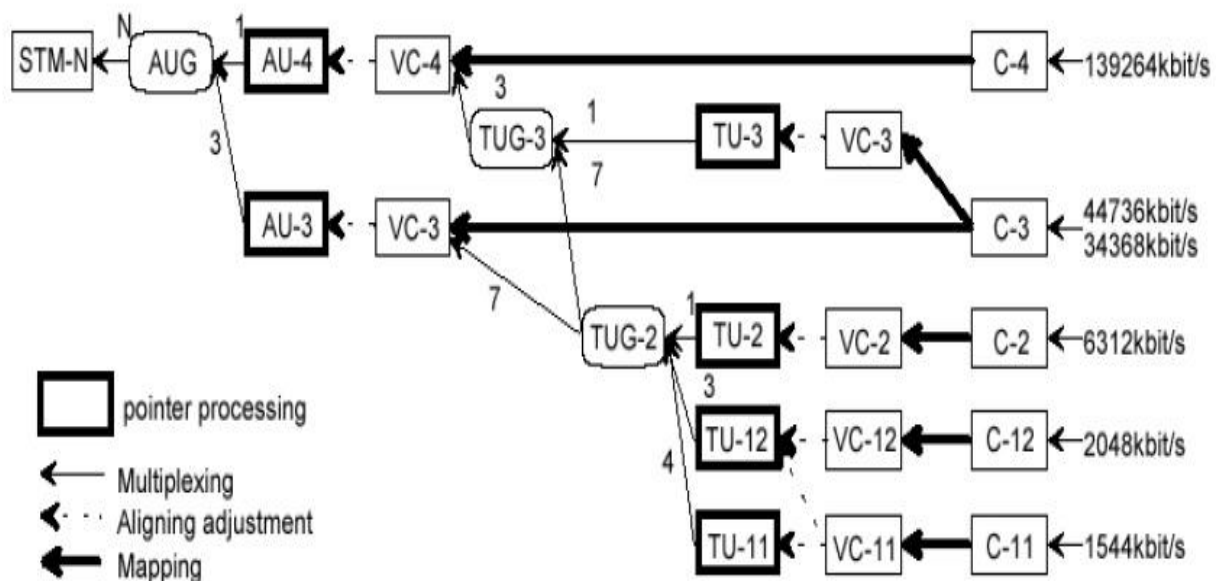 N
1
STM-N
AUG
AU-4
VC-4
C-4
139264kbit/s
3
1
TUG-3
TU-3
VC-3
3
7
44736kbit/s
AU-3
VC-3
C-3
34368kbit/s
7
1
TUG-2
TU-2
VC-2
C-2
6312kbit/s
3
pointer processing
TU-12
VC-12
C-12
2048kbit/s
4
Multiplexing
Aligning adjustment
TU-11
VC-11
C-11
1544kbit/s
Mapping